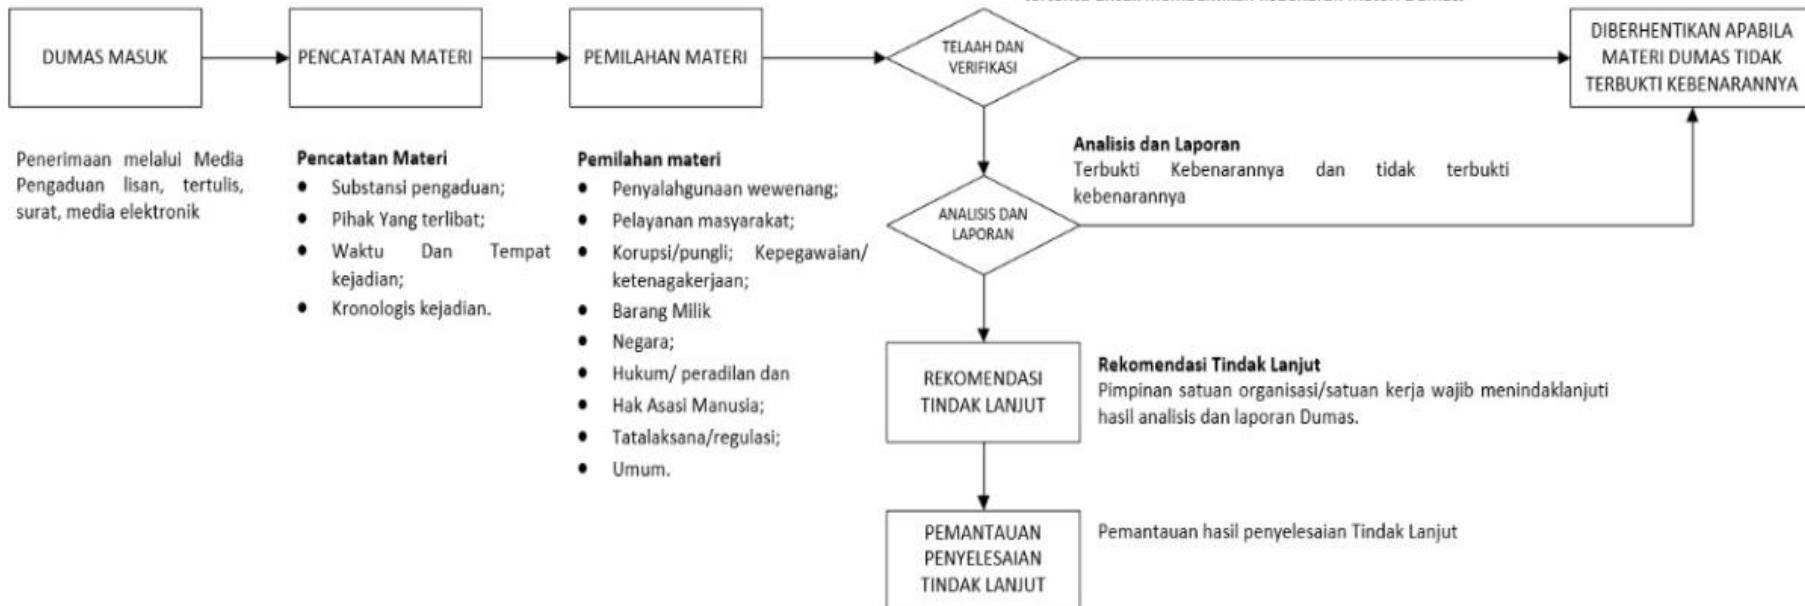 DUMAS MASUK
PENCATATAN MATERI
PEMILAHAN MATERI
TELAAH DAN
VERIFIKASI
DIBERHENTIKAN APABILA
MATERI DUMAS TIDAK
TERBUKTI KEBENARANNYA
Penerimaan melalui Media
Pengaduan lisan, tertulis,
surat, media elektronik
Pencatatan Materi
• Substansi pengaduan;
• Pihak Yang terlibat;
• Waktu Dan Tempat
kejadian;
• Kronologis kejadian.
Pemilahan materi
• Penyalahgunaan wewenang;
• Pelayanan masyarakat;
• Korupsi/pungli; Kepegawaian/
ketenagakerjaan;
• Barang Milik
• Negara;
• Hukum/ peradilan dan
• Hak Asasi Manusia;
• Tatalaksana/regulasi;
• Umum.
Analisis dan Laporan
Terbukti Kebenarannya dan tidak terbukti
kebenarannya
ANALISIS DAN
LAPORAN
REKOMENDASI
TINDAK LANJUT
Rekomendasi Tindak Lanjut
Pimpinan satuan organisasi/satuan kerja wajib menindaklanjuti
hasil analisis dan laporan Dumas.
PEMANTAUAN
PENYELESAIAN
TINDAK LANJUT
Pemantauan hasil penyelesaian Tindak Lanjut